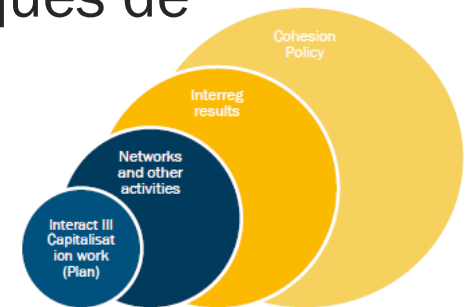 ques de
Cohesion
Policy
Interreg
results
Networks
and other
activities
Interact III
Capitalisat
ion work
(Plan)